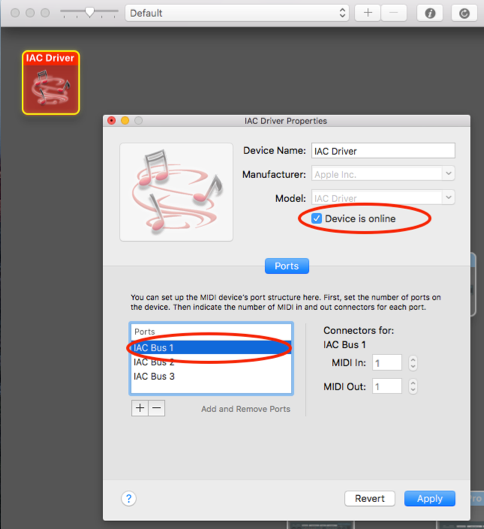 Default
IAC Driver
IAC Driver Properties
Device Name: IAC Driver
Manufacturer: Apple Inc.
Model: IAC Driver
Device is online
Ports
You can set up the MIDI device's port structure here. First, set the number of ports on
the device. Then indicate the number of MIDI in and out connectors for each port.
Ports
IAC Bus 1
IAC Bus 2
IAC Bus 3
+ −
Add and Remove Ports
Connectors for:
IAC Bus 1
MIDI In: 1
MIDI Out: 1
?
Revert
Apply